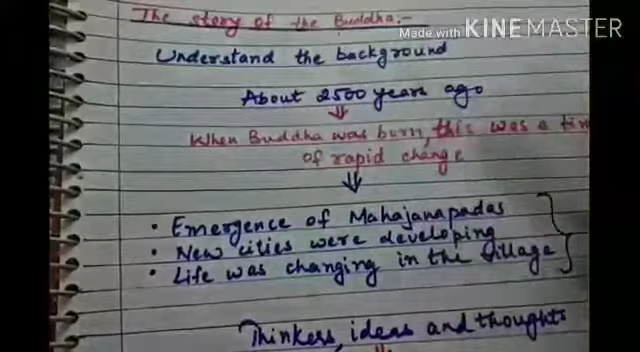 The story of the Buddha:-
Made with KINEMASTER
Understand the background
About 2500 years ago
When Buddha was burn, this was a tim
of rapid change
• Emergence of Mahajanapadas
• New cities were developing
• Life was changing in the village
Thinkers, ideas and thoughts